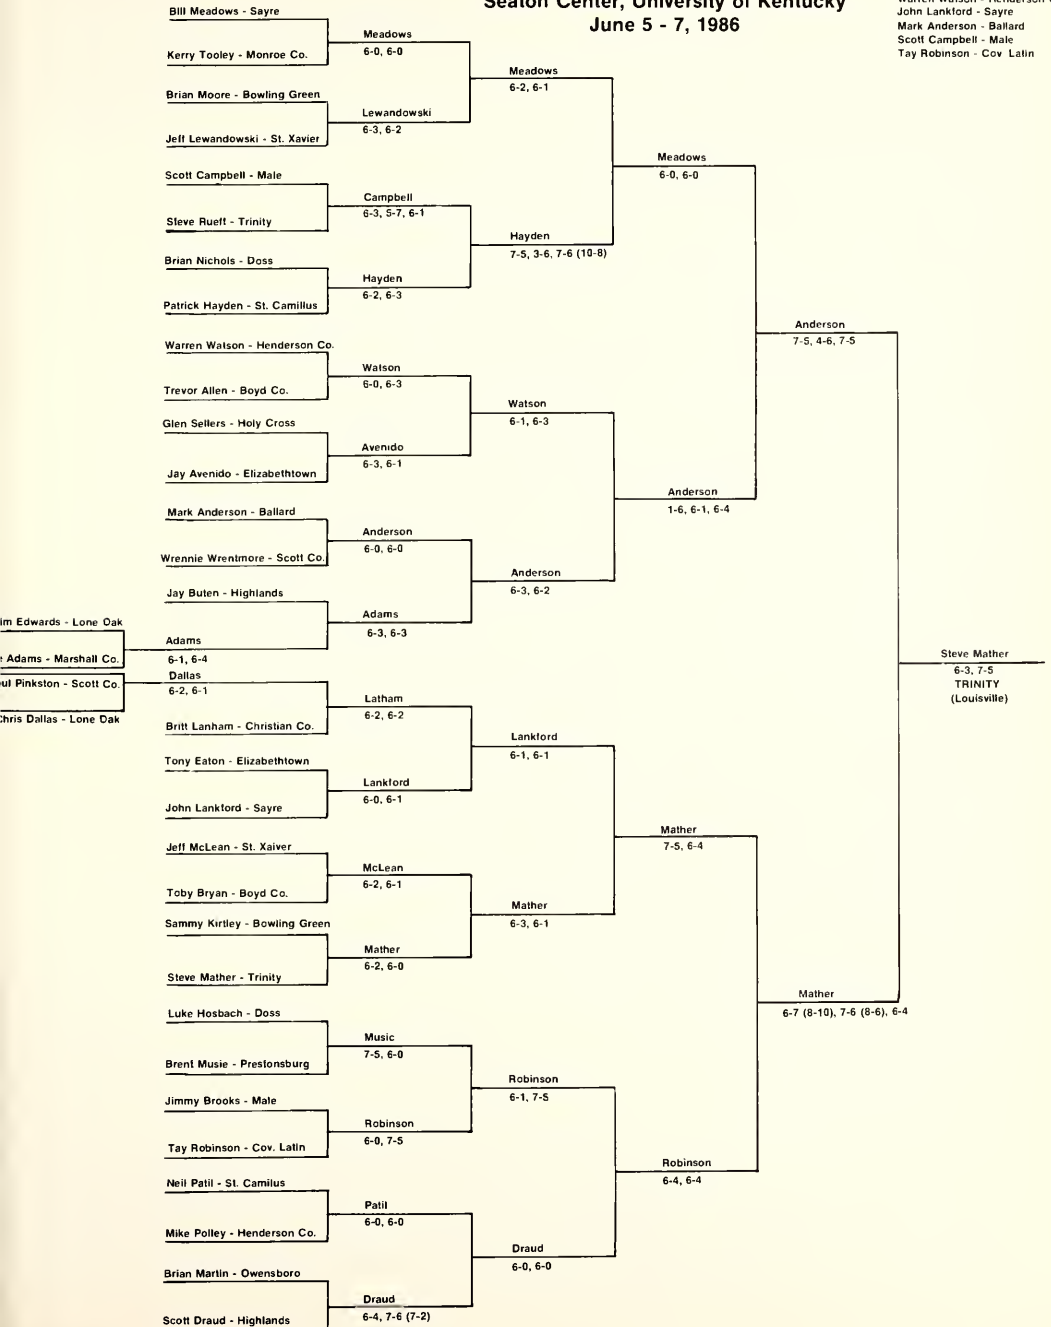 Seaton Center, University of Kentucky
June 5 - 7, 1986
John Lankford - Sayre
Mark Anderson - Ballard
Scott Campbell - Male
Tay Robinson - Cov Latin
Bill Meadows - Sayre
Kerry Tooley - Monroe Co.
Meadows
6-0, 6-0
Brian Moore - Bowling Green
Jeff Lewandowski - St. Xavier
Lewandowski
6-3, 6-2
Meadows
6-2, 6-1
Scott Campbell - Male
Steve Rueff - Trinity
Campbell
6-3, 5-7, 6-1
Brian Nichols - Doss
Patrick Hayden - St. Camillus
Hayden
6-2, 6-3
Hayden
7-5, 3-6, 7-6 (10-8)
Meadows
6-0, 6-0
Warren Watson - Henderson Co.
Trevor Allen - Boyd Co.
Watson
6-0, 6-3
Glen Sellers - Holy Cross
Jay Avenido - Elizabethtown
Avenido
6-3, 6-1
Watson
6-1, 6-3
Mark Anderson - Ballard
Wrennie Wrentmore - Scott Co.
Anderson
6-0, 6-0
Jay Buten - Highlands
im Edwards - Lone Oak
Adams - Marshall Co.
Adams
6-1, 6-4
Adams
6-3, 6-3
Anderson
6-3, 6-2
Anderson
1-6, 6-1, 6-4
Anderson
7-5, 4-6, 7-5
ul Pinkston - Scott Co.
hris Dallas - Lone Oak
Dallas
6-2, 6-1
Britt Lanham - Christian Co.
Latham
6-2, 6-2
Tony Eaton - Elizabethtown
John Lankford - Sayre
Lankford
6-0, 6-1
Lankford
6-1, 6-1
Jeff McLean - St. Xaiver
Toby Bryan - Boyd Co.
McLean
6-2, 6-1
Sammy Kirtley - Bowling Green
Steve Mather - Trinity
Mather
6-2, 6-0
Mather
6-3, 6-1
Mather
7-5, 6-4
Luke Hosbach - Doss
Brent Musie - Prestonsburg
Music
7-5, 6-0
Jimmy Brooks - Male
Tay Robinson - Cov. Latin
Robinson
6-0, 7-5
Robinson
6-1, 7-5
Neil Patil - St. Camilus
Mike Polley - Henderson Co.
Patil
6-0, 6-0
Brian Martin - Owensboro
Scott Draud - Highlands
Draud
6-4, 7-6 (7-2)
Draud
6-0, 6-0
Robinson
6-4, 6-4
Mather
6-7 (8-10), 7-6 (8-6), 6-4
Steve Mather
6-3, 7-5
TRINITY
(Louisville)